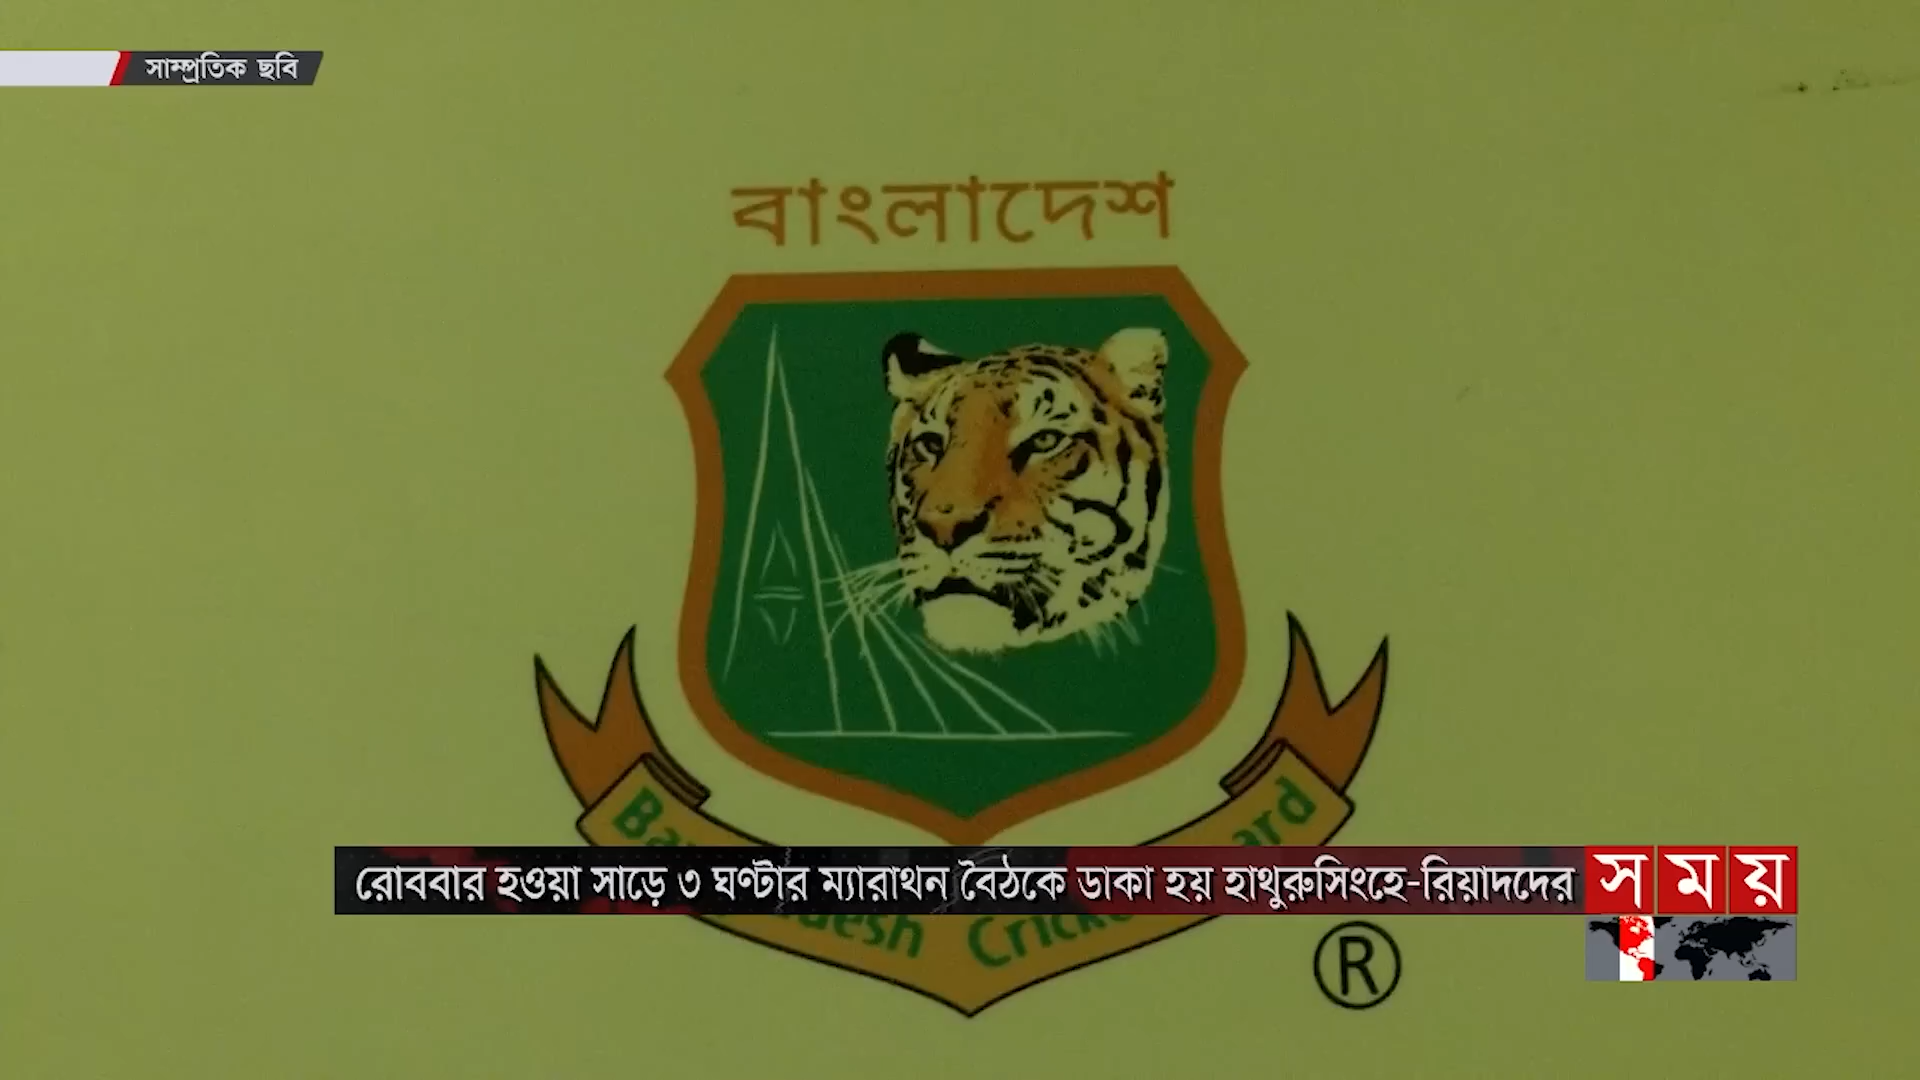 সাম্প্রতিক ছবি
বাংলাদেশ
রোববার হওয়া সাড়ে ৩ ঘণ্টার ম্যারাথন বৈঠকে ডাকা হয় হাথুরুসিংহে-রিয়াদদের
সময়
®